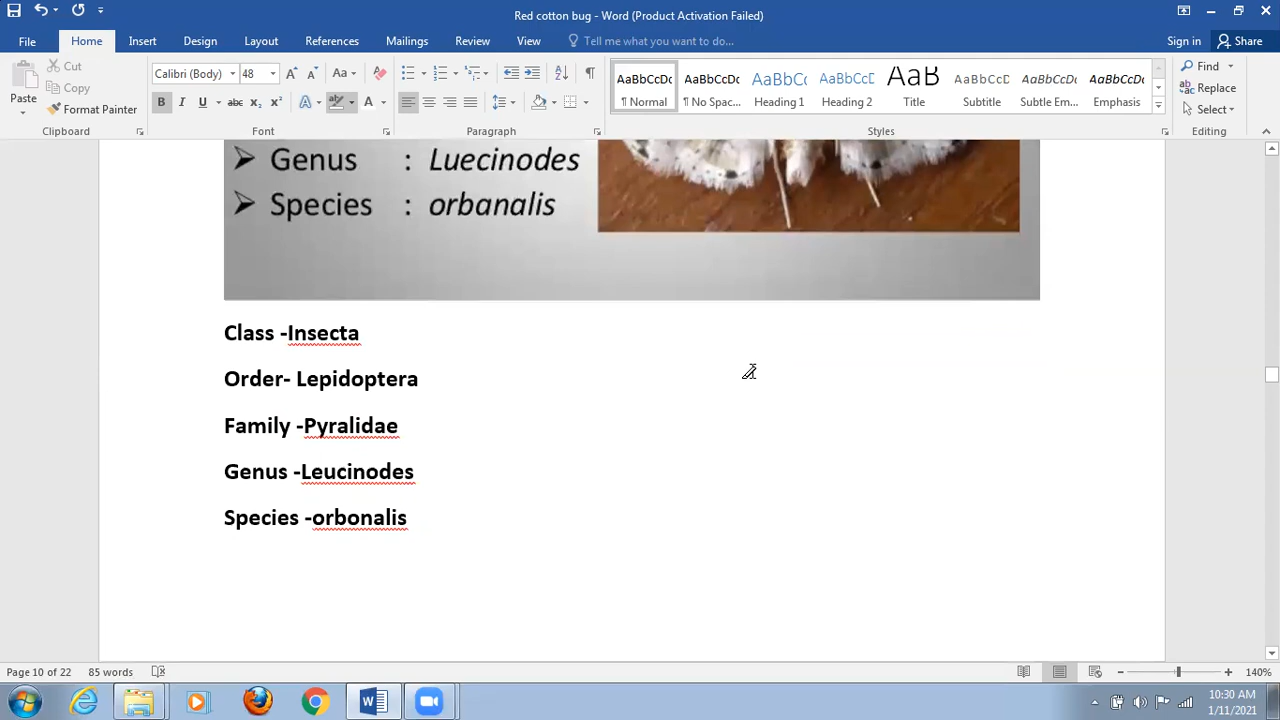 Red cotton bug - Word (Product Activation Failed)
File Home Insert Design Layout References Mailings Review View Tell me what you want to do... Sign in Share
Cut
Copy
Format Painter
Paste
Clipboard
Calibri (Body) 48
Font
Paragraph
AaBbCcDc AaBbCcDc AaBbCc AaBbCcD AaB AaBbCcD AaBbCcDc AaBbCcDc
¶ Normal ¶ No Spac... Heading 1 Heading 2 Title Subtitle Subtle Em... Emphasis
Styles
Find
Replace
Select
Editing
Genus : Luecinodes
Species : orbanalis
Class -Insecta
Order- Lepidoptera
Family -Pyralidae
Genus -Leucinodes
Species -orbonalis
Page 10 of 22 85 words 140%
10:30 AM
1/11/2021